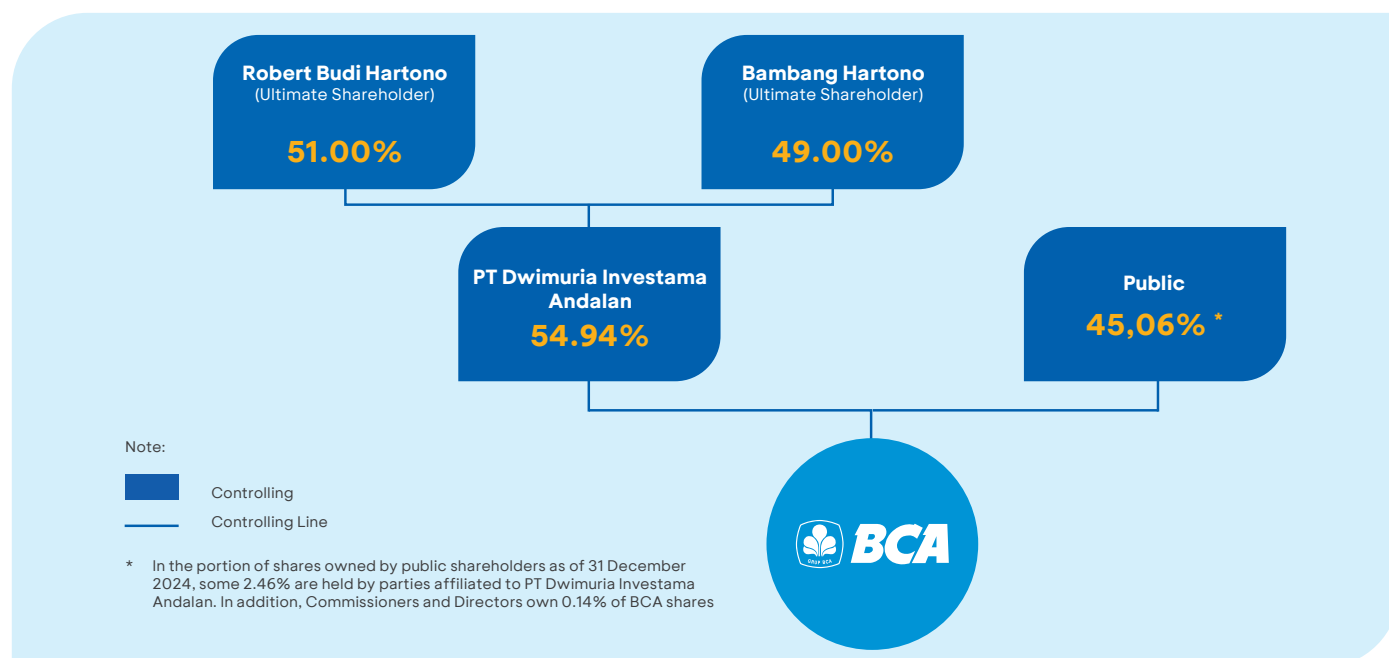 Robert Budi Hartono
(Ultimate Shareholder)
51.00%
Bambang Hartono
(Ultimate Shareholder)
49.00%
PT Dwimuria Investama
Andalan
54.94%
Public
45,06% *
Note:
Controlling
Controlling Line
* In the portion of shares owned by public shareholders as of 31 December
2024, some 2.46% are held by parties affiliated to PT Dwimuria Investama
Andalan. In addition, Commissioners and Directors own 0.14% of BCA shares
BCA
GRUP BCA